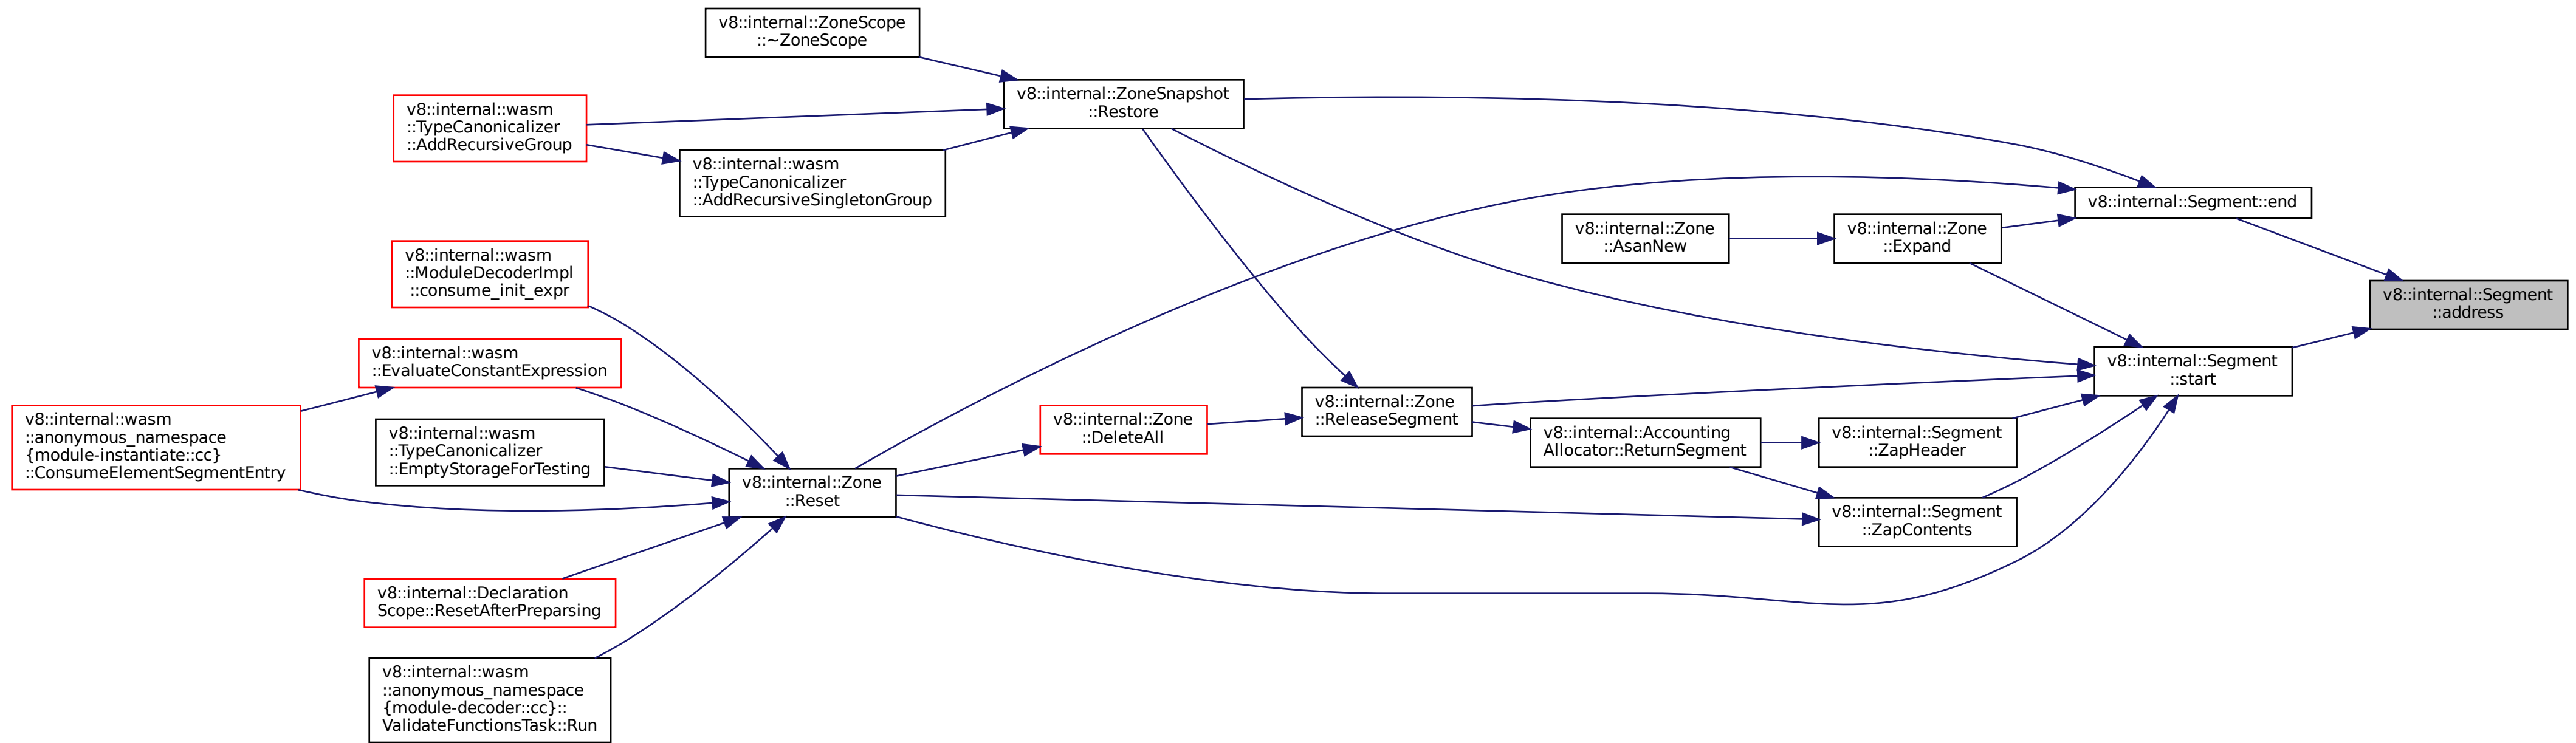 v8::internal::ZoneScope
::~ZoneScope
v8::internal::ZoneSnapshot
::Restore
v8::internal::wasm
::TypeCanonicalizer
::AddRecursiveGroup
v8::internal::wasm
::TypeCanonicalizer
::AddRecursiveSingletonGroup
v8::internal::Segment::end
v8::internal::Zone
::AsanNew
v8::internal::Zone
::Expand
v8::internal::wasm
::ModuleDecoderImpl
::consume_init_expr
v8::internal::Segment
::address
v8::internal::wasm
::EvaluateConstantExpression
v8::internal::Segment
::start
v8::internal::wasm
::anonymous_namespace
{module-instantiate::cc}
::ConsumeElementSegmentEntry
v8::internal::wasm
::TypeCanonicalizer
::EmptyStorageForTesting
v8::internal::Zone
::DeleteAll
v8::internal::Zone
::ReleaseSegment
v8::internal::Accounting
Allocator::ReturnSegment
v8::internal::Segment
::ZapHeader
v8::internal::Zone
::Reset
v8::internal::Segment
::ZapContents
v8::internal::Declaration
Scope::ResetAfterPreparsing
v8::internal::wasm
::anonymous_namespace
{module-decoder::cc}::
ValidateFunctionsTask::Run